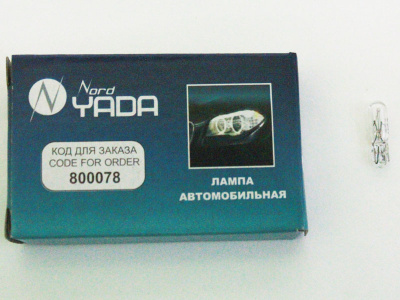 Nord
YADA
КОД ДЛЯ ЗАКАЗА
CODE FOR ORDER
800078
ЛАМПА
АВТОМОБИЛЬНАЯ